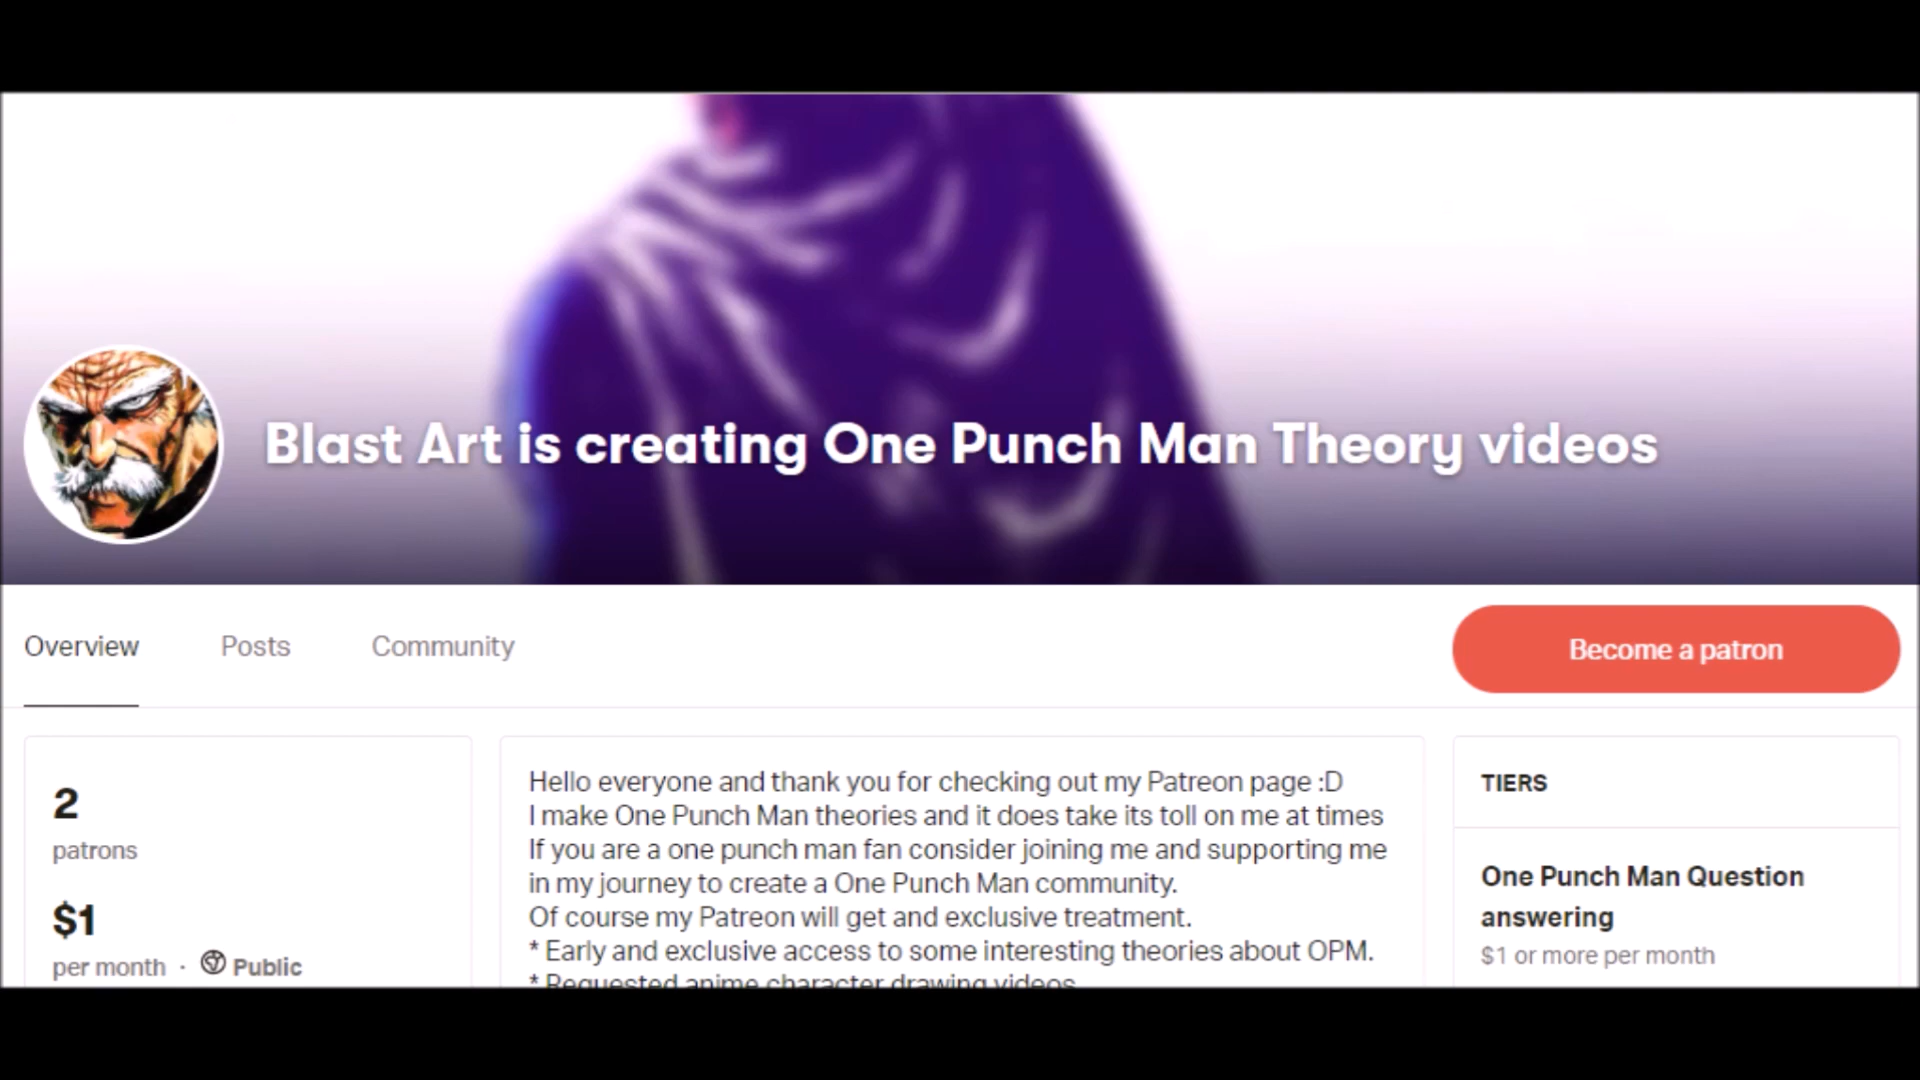 Blast Art is creating One Punch Man Theory videos
Overview
Posts
Community
Become a patron
2
patrons
$1
per month · Public
Hello everyone and thank you for checking out my Patreon page :D
I make One Punch Man theories and it does take its toll on me at times
If you are a one punch man fan consider joining me and supporting me
in my journey to create a One Punch Man community.
Of course my Patreon will get and exclusive treatment.
* Early and exclusive access to some interesting theories about OPM.
* Requested anime character drawing videos
TIERS
One Punch Man Question
answering
$1 or more per month